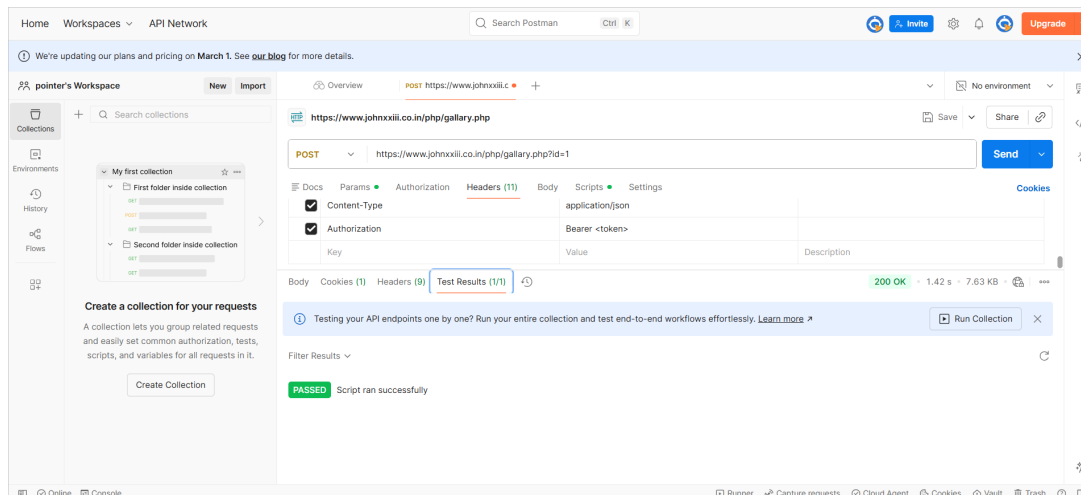 Home Workspaces API Network Search Postman Ctrl K Invite Upgrade
We're updating our plans and pricing on March 1. See our blog for more details.
pointer's Workspace New Import Overview POST https://www.johnxxiii.c No environment
Collections
Search collections
HTTP https://www.johnxxiii.co.in/php/gallary.php Save Share
POST https://www.johnxxiii.co.in/php/gallary.php?id=1 Send
Environments
My first collection
First folder inside collection
GET
POST
GET
Second folder inside collection
GET
GET
History
Flows
Docs Params Authorization Headers (11) Body Scripts Settings Cookies
Content-Type application/json
Authorization Bearer <token>
Key Value Description
Body Cookies (1) Headers (9) Test Results (1/1) 200 OK 1.42 s 7.63 KB
Create a collection for your requests
A collection lets you group related requests
and easily set common authorization, tests,
scripts, and variables for all requests in it.
Create Collection
Testing your API endpoints one by one? Run your entire collection and test end-to-end workflows effortlessly. Learn more Run Collection
Filter Results
PASSED Script ran successfully
Online Console Runner Capture requests Cloud Agent Cookies Vault Trash